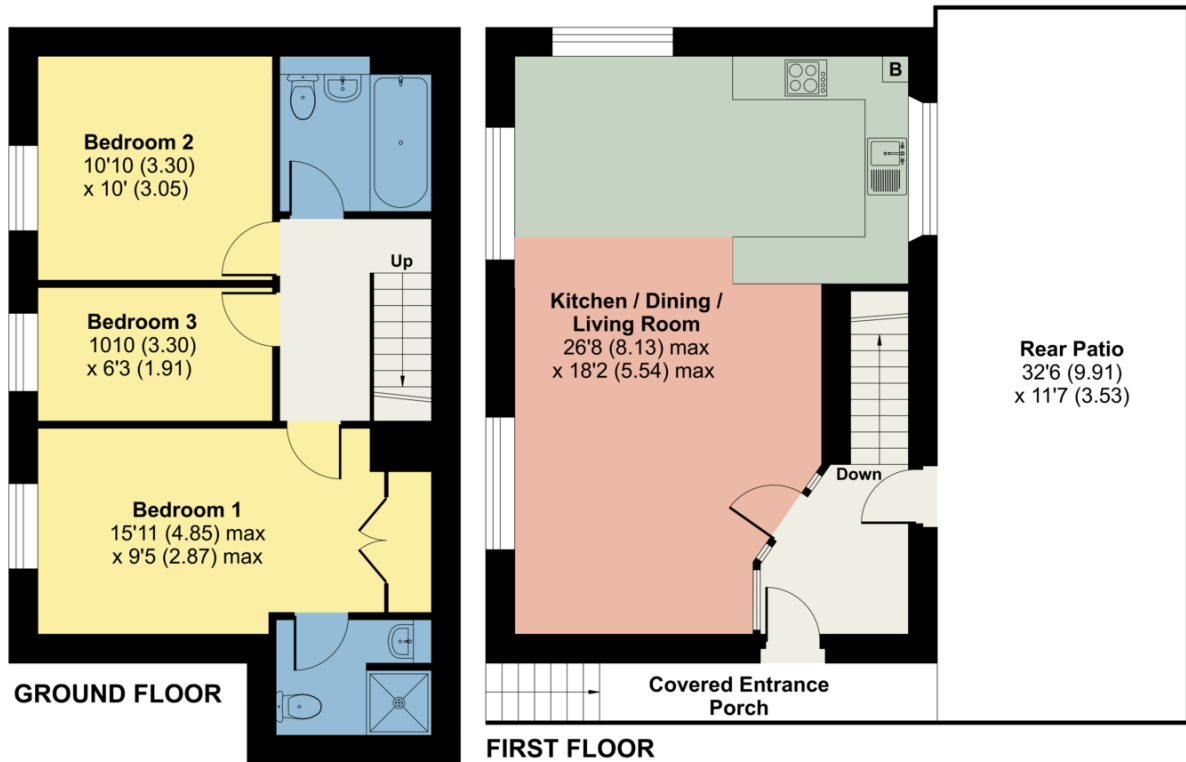 Bedroom 2
10'10 (3.30)
x 10' (3.05)
Up
Bedroom 3
1010 (3.30)
x 6'3 (1.91)
Bedroom 1
15'11 (4.85) max
x 9'5 (2.87) max
GROUND FLOOR
B
Kitchen / Dining /
Living Room
26'8 (8.13) max
x 18'2 (5.54) max
Down
Covered Entrance
Porch
FIRST FLOOR
Rear Patio
32'6 (9.91)
x 11'7 (3.53)